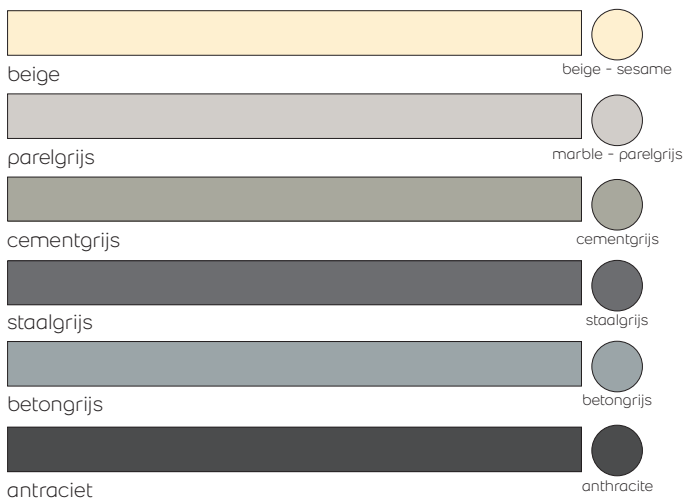 beige
beige - sesame
parelgrijs
marble - parelgrijs
cementgrijs
cementgrijs
staalgrijs
staalgrijs
betongrijs
betongrijs
antraciet
anthracite